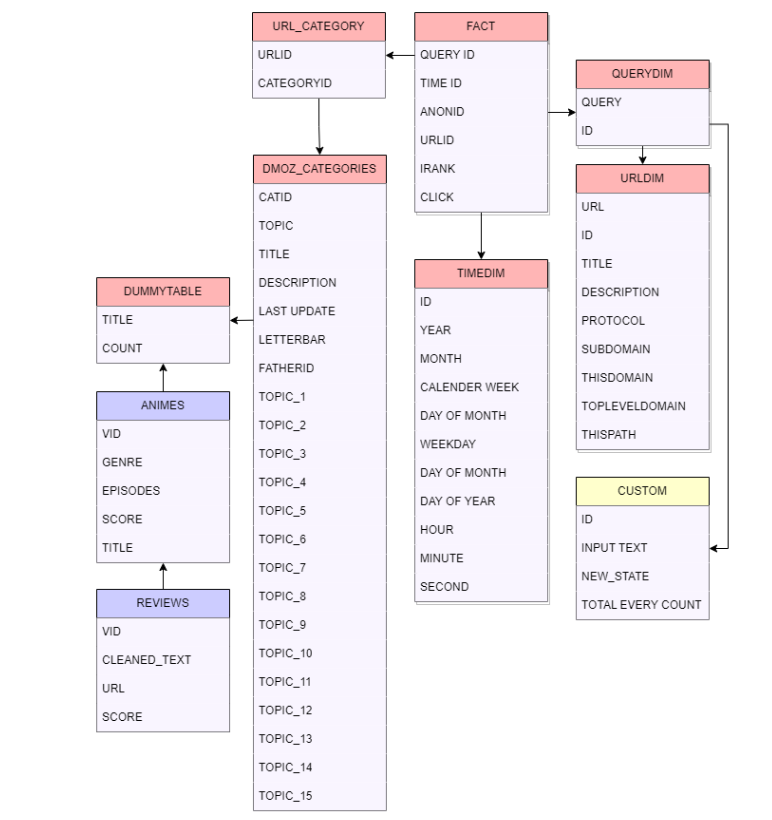 URL_CATEGORY
URLID
CATEGORYID
FACT
QUERY ID
TIME ID
ANONID
URLID
IRANK
CLICK
QUERYDIM
QUERY
ID
DMOZ_CATEGORIES
CATID
TOPIC
TITLE
DESCRIPTION
LAST UPDATE
LETTERBAR
FATHERID
TOPIC_1
TOPIC_2
TOPIC_3
TOPIC_4
TOPIC_5
TOPIC_6
TOPIC_7
TOPIC_8
TOPIC_9
TOPIC_10
TOPIC_11
TOPIC_12
TOPIC_13
TOPIC_14
TOPIC_15
URLDIM
URL
ID
TITLE
DESCRIPTION
PROTOCOL
SUBDOMAIN
THISDOMAIN
TOPLEVELDOMAIN
THISPATH
TIMEDIM
ID
YEAR
MONTH
CALENDER WEEK
DAY OF MONTH
WEEKDAY
DAY OF MONTH
DAY OF YEAR
HOUR
MINUTE
SECOND
DUMMYTABLE
TITLE
COUNT
ANIMES
VID
GENRE
EPISODES
SCORE
TITLE
REVIEWS
VID
CLEANED_TEXT
URL
SCORE
CUSTOM
ID
INPUT TEXT
NEW_STATE
TOTAL EVERY COUNT